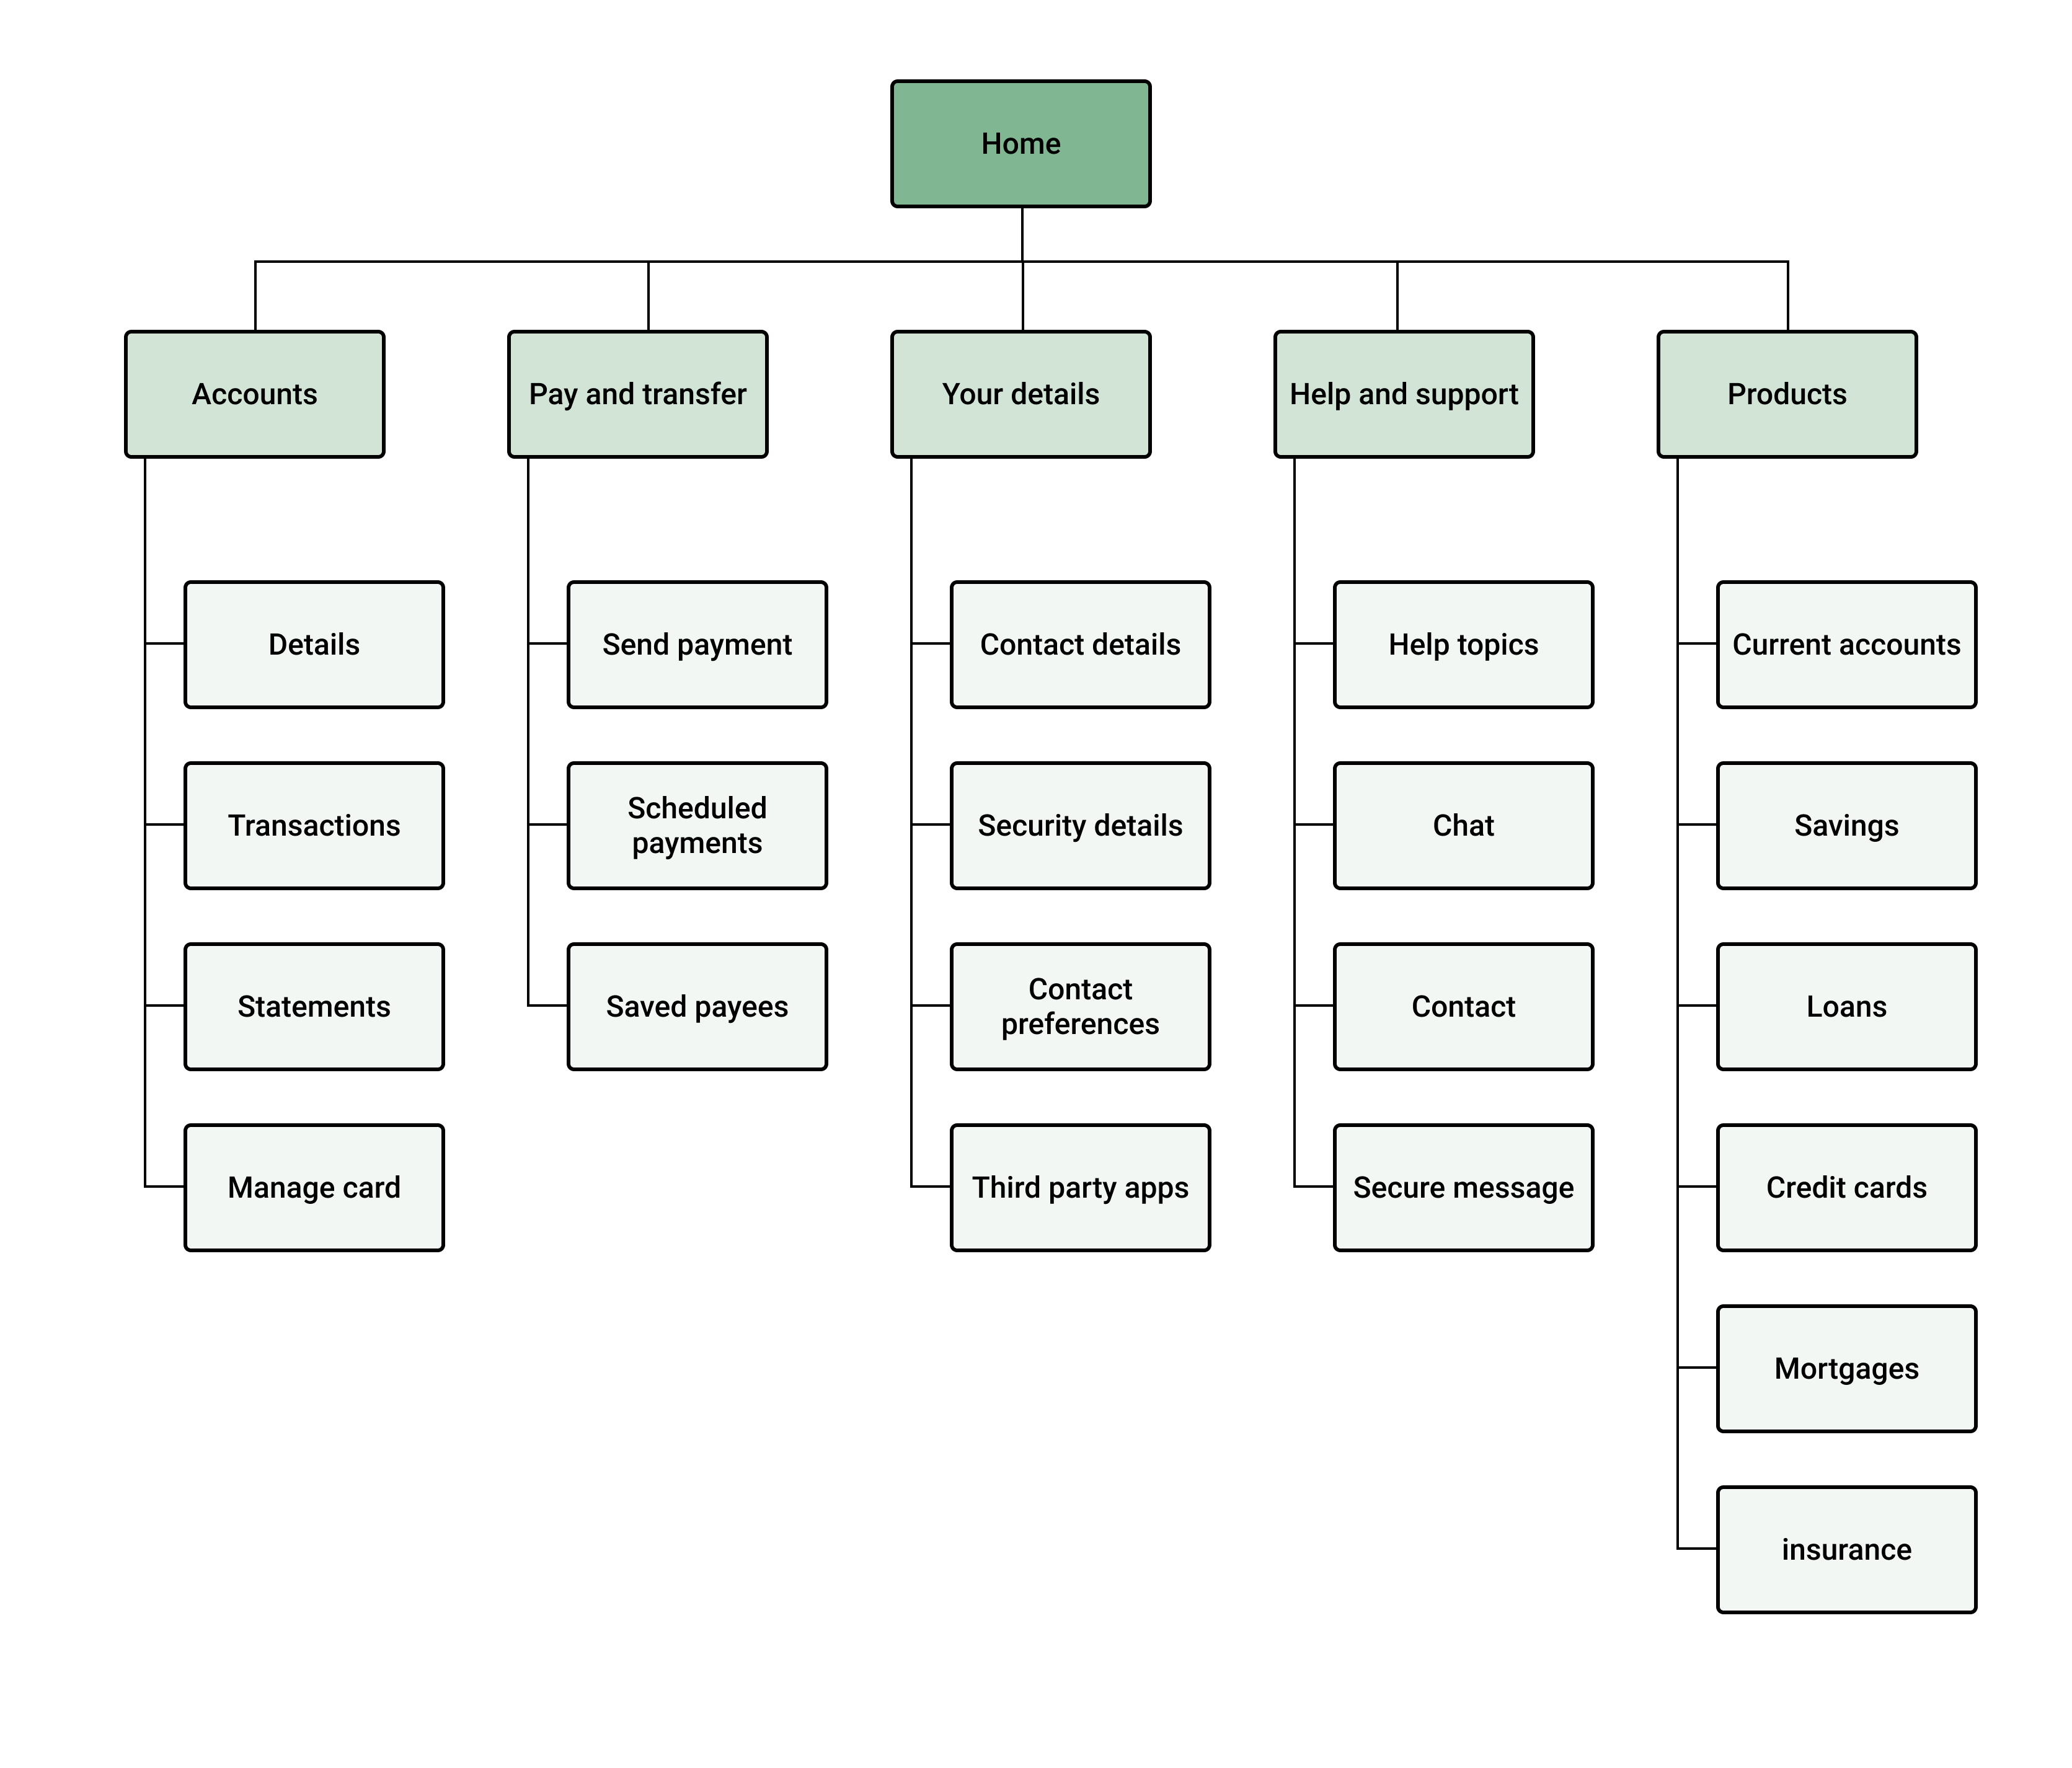 Home
Accounts
Pay and transfer
Your details
Help and support
Products
Details
Transactions
Statements
Manage card
Send payment
Scheduled
payments
Saved payees
Contact details
Security details
Contact
preferences
Third party apps
Help topics
Chat
Contact
Secure message
Current accounts
Savings
Loans
Credit cards
Mortgages
insurance